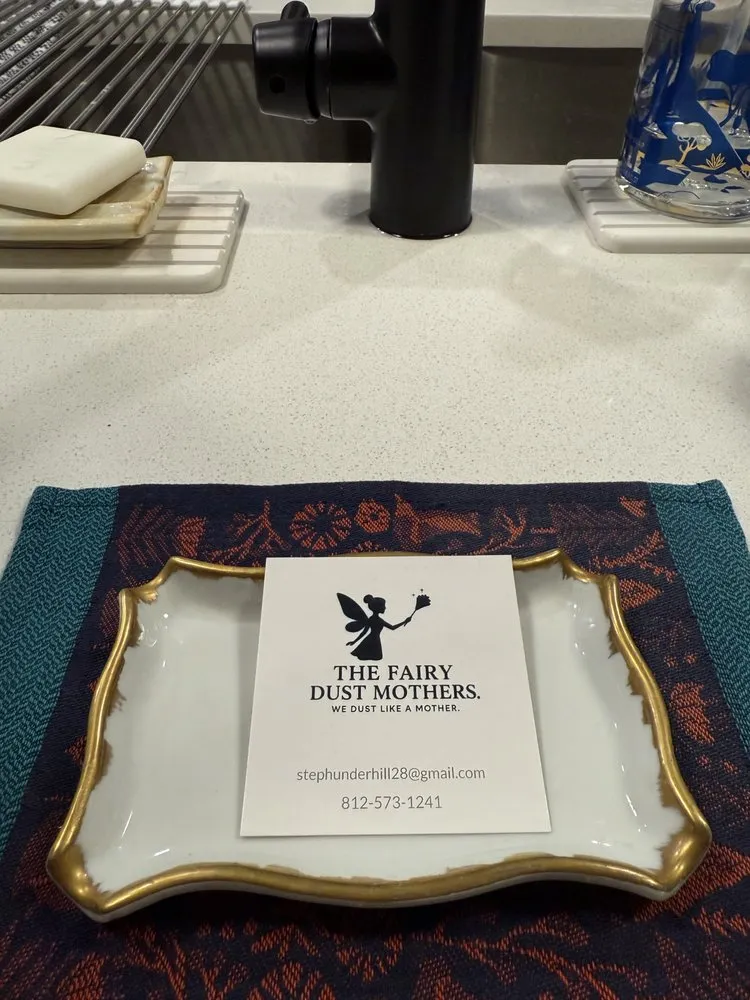 THE FAIRY
DUST MOTHERS.
WE DUST LIKE A MOTHER.
stephunderhill28@gmail.com
812-573-1241